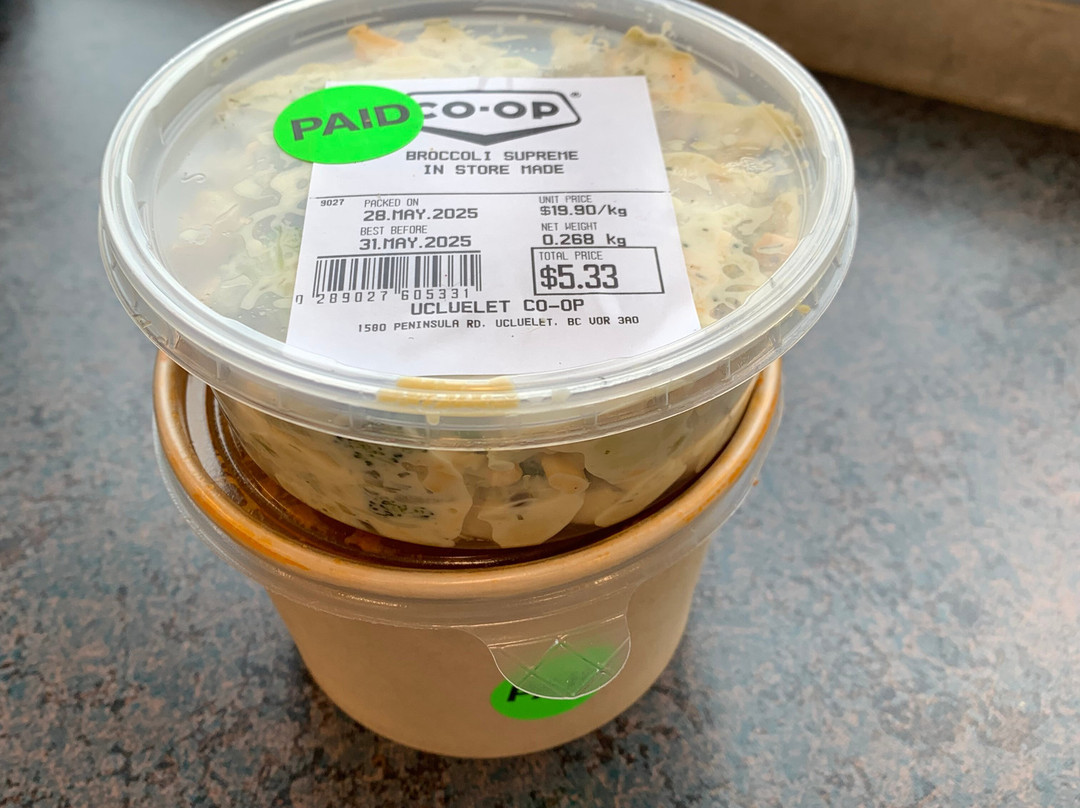 PAID
CO-OP®
BROCCOLI SUPREME
IN STORE MADE
9027 PACKED ON
28.MAY.2025
BEST BEFORE
31.MAY.2025
UNIT PRICE
$19.90/kg
NET WEIGHT
0.268 kg
TOTAL PRICE
$5.33
0 289027 605331
UCLUELET CO-OP
1580 PENINSULA RD. UCLUELET. BC V0R 3A0